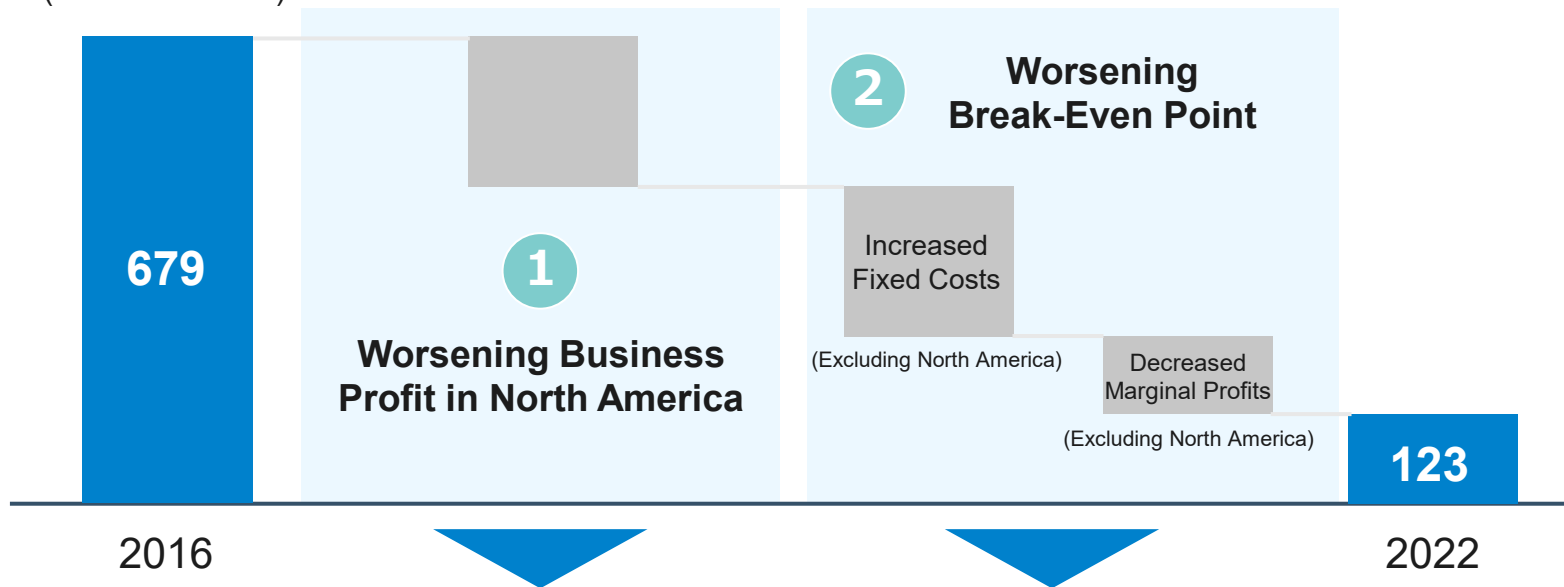 679
1
Worsening Business
Profit in North America
2
Worsening
Break-Even Point
Increased
Fixed Costs
(Excluding North America)
Decreased
Marginal Profits
(Excluding North America)
123
2016
2022